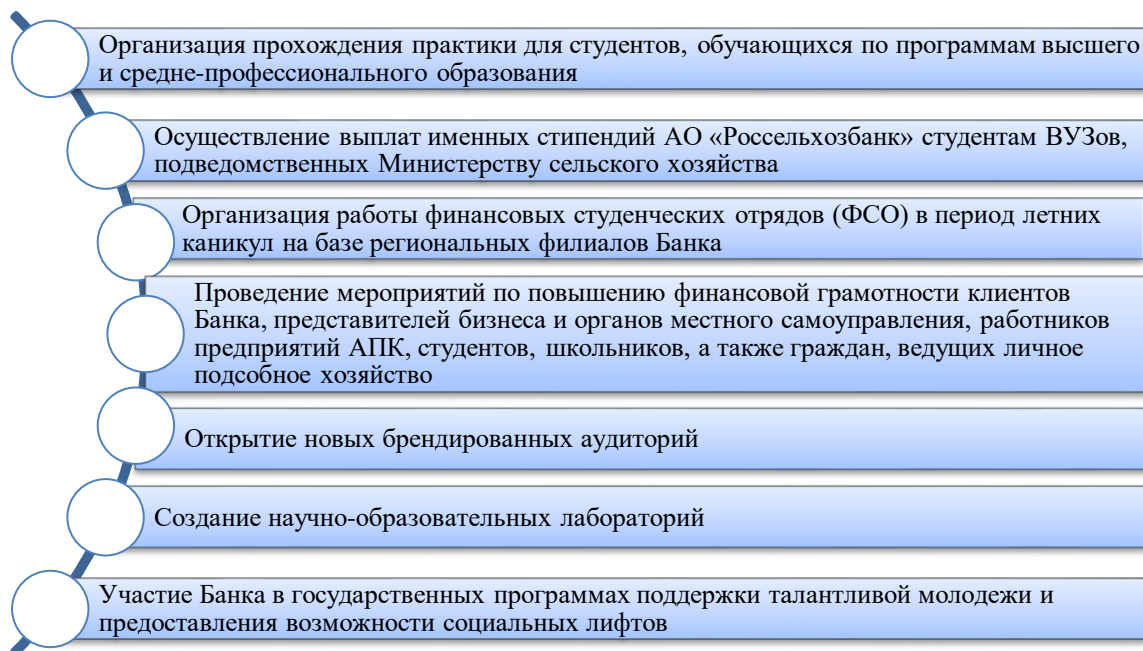 Организация прохождения практики для студентов, обучающихся по программам высшего
и средне-профессионального образования
Осуществление выплат именных стипендий АО «Россельхозбанк» студентам ВУЗов,
подведомственных Министерству сельского хозяйства
Организация работы финансовых студенческих отрядов (ФСО) в период летних
каникул на базе региональных филиалов Банка
Проведение мероприятий по повышению финансовой грамотности клиентов
Банка, представителей бизнеса и органов местного самоуправления, работников
предприятий АПК, студентов, школьников, а также граждан, ведущих личное
подсобное хозяйство
Открытие новых брендированных аудиторий
Создание научно-образовательных лабораторий
Участие Банка в государственных программах поддержки талантливой молодежи и
предоставления возможности социальных лифтов